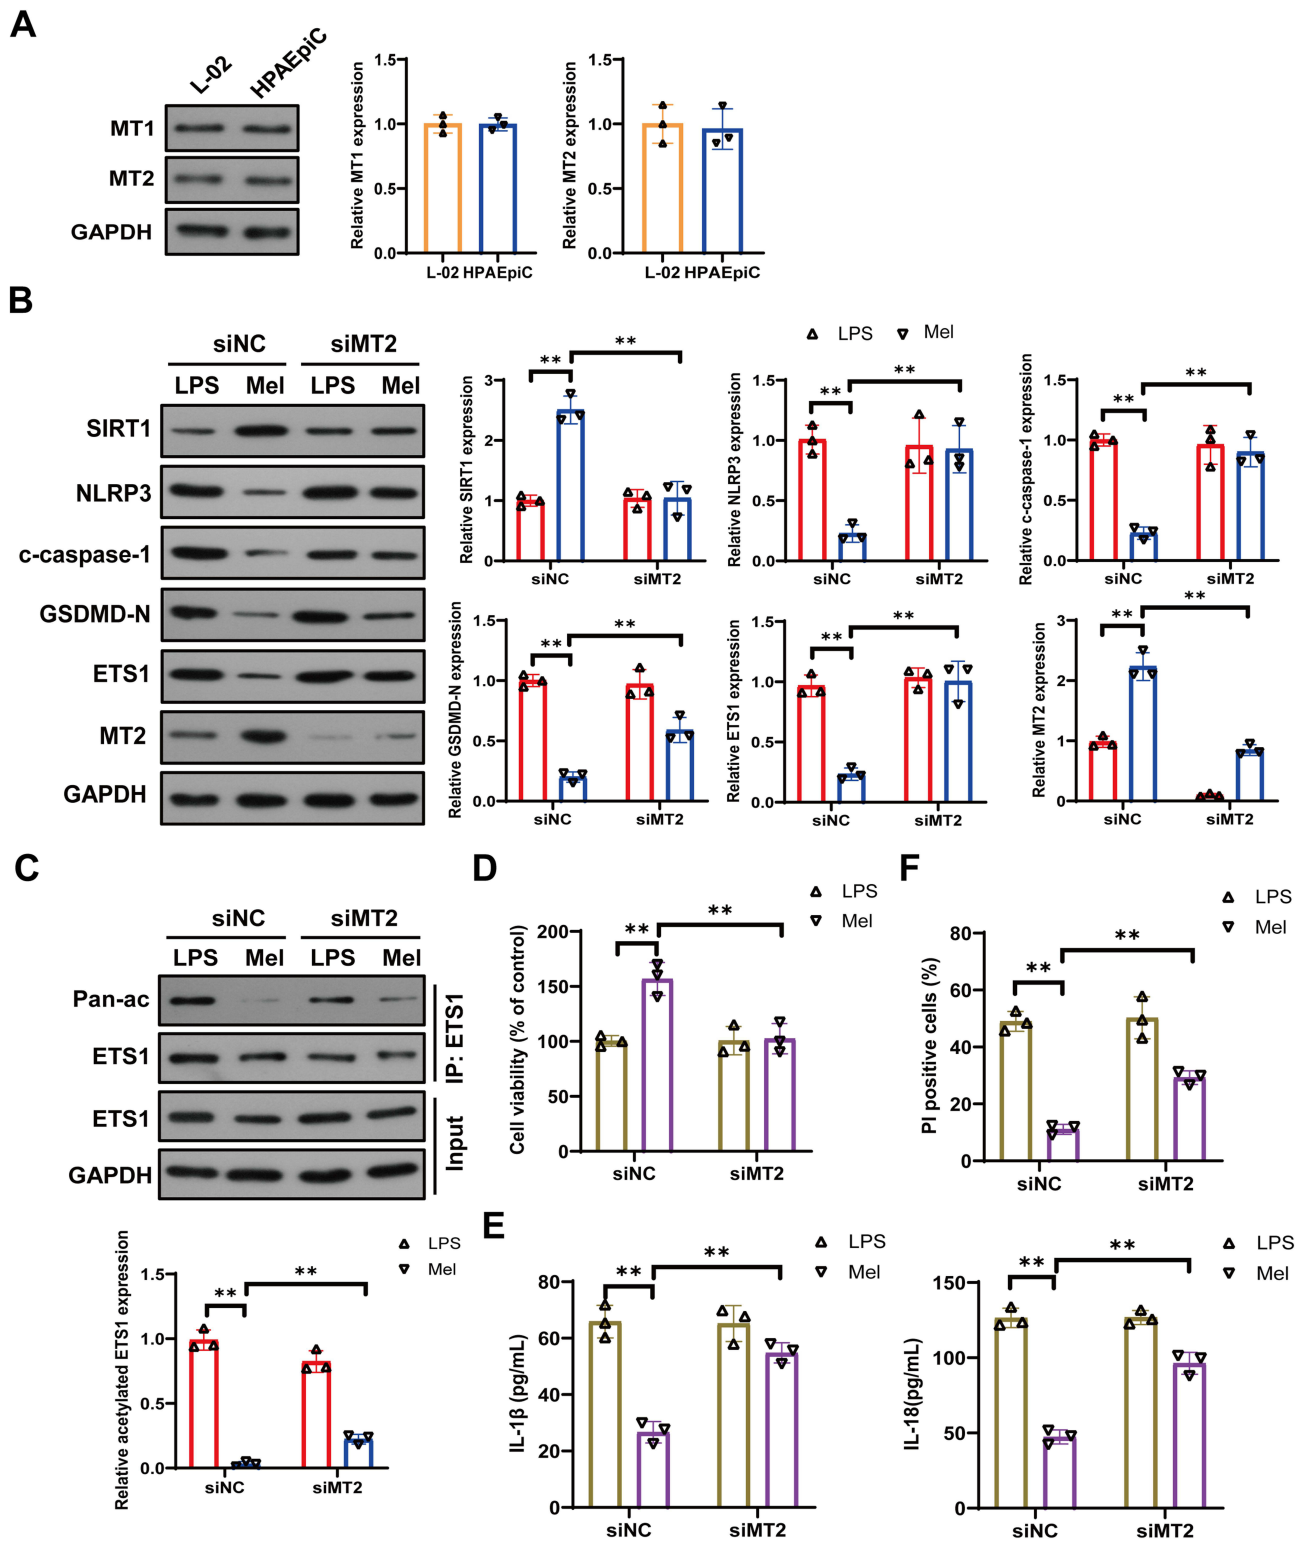 A
L-02
HPAEpiC
MT1
MT2
GAPDH
Relative MT1 expression
1.5
1.0
0.5
0.0
L-02 HPAEpiC
Relative MT2 expression
1.5
1.0
0.5
0.0
L-02 HPAEpiC
B
siNC siMT2
LPS Mel LPS Mel
SIRT1
NLRP3
c-caspase-1
GSDMD-N
ETS1
MT2
GAPDH
LPS Mel
Relative SIRT1 expression
3
2
1
0
** **
siNC siMT2
Relative NLRP3 expression
1.5
1.0
0.5
0.0
** **
siNC siMT2
Relative c-caspase-1 expression
1.5
1.0
0.5
0.0
** **
siNC siMT2
Relative GSDMD-N expression
1.5
1.0
0.5
0.0
** **
siNC siMT2
Relative ETS1 expression
1.5
1.0
0.5
0.0
** **
siNC siMT2
Relative MT2 expression
3
2
1
0
** **
siNC siMT2
C
siNC siMT2
LPS Mel LPS Mel
Pan-ac
ETS1
IP: ETS1
ETS1
GAPDH
Input
LPS
Mel
Relative acetylated ETS1 expression
1.5
1.0
0.5
0.0
** **
siNC siMT2
D
LPS
Mel
Cell viability (% of control)
200
150
100
50
0
** **
siNC siMT2
F
LPS
Mel
PI positive cells (%)
80
60
40
20
0
** **
siNC siMT2
E
LPS
Mel
IL-1β (pg/mL)
80
60
40
20
0
** **
siNC siMT2
LPS
Mel
IL-18(pg/mL)
150
100
50
0
** **
siNC siMT2